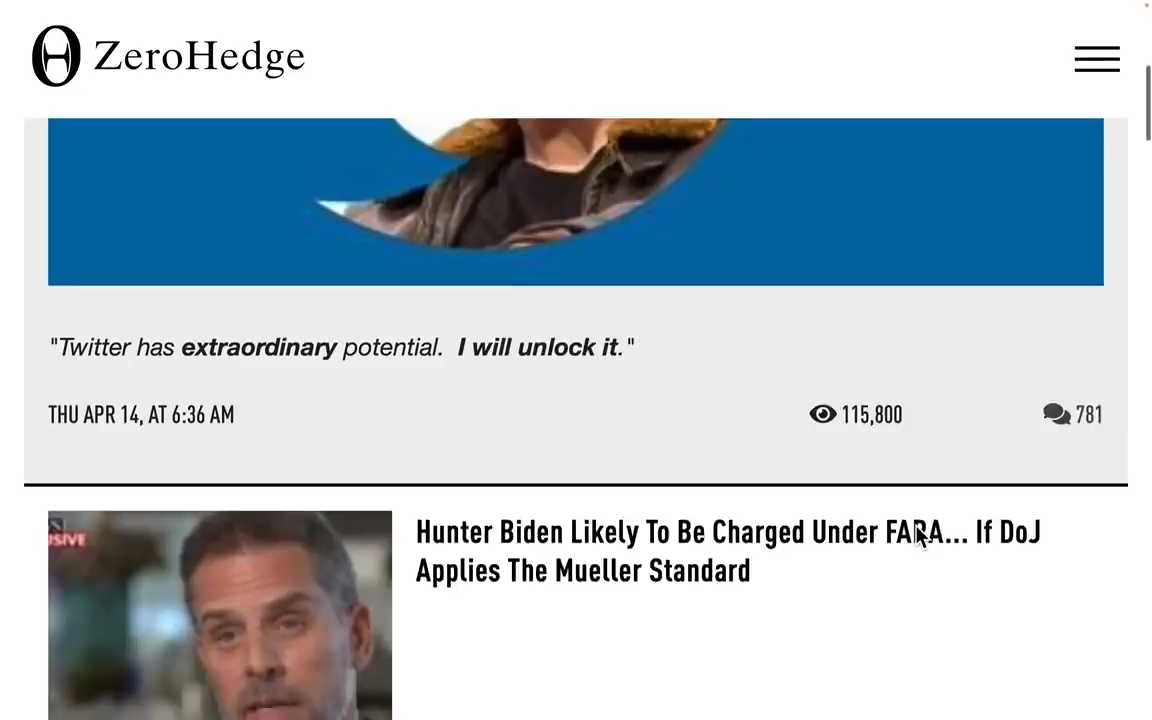 ZeroHedge
"Twitter has extraordinary potential.  I will unlock it."
THU APR 14, AT 6:36 AM
115,800
781
USIVE
Hunter Biden Likely To Be Charged Under FARA... If DoJ
Applies The Mueller Standard